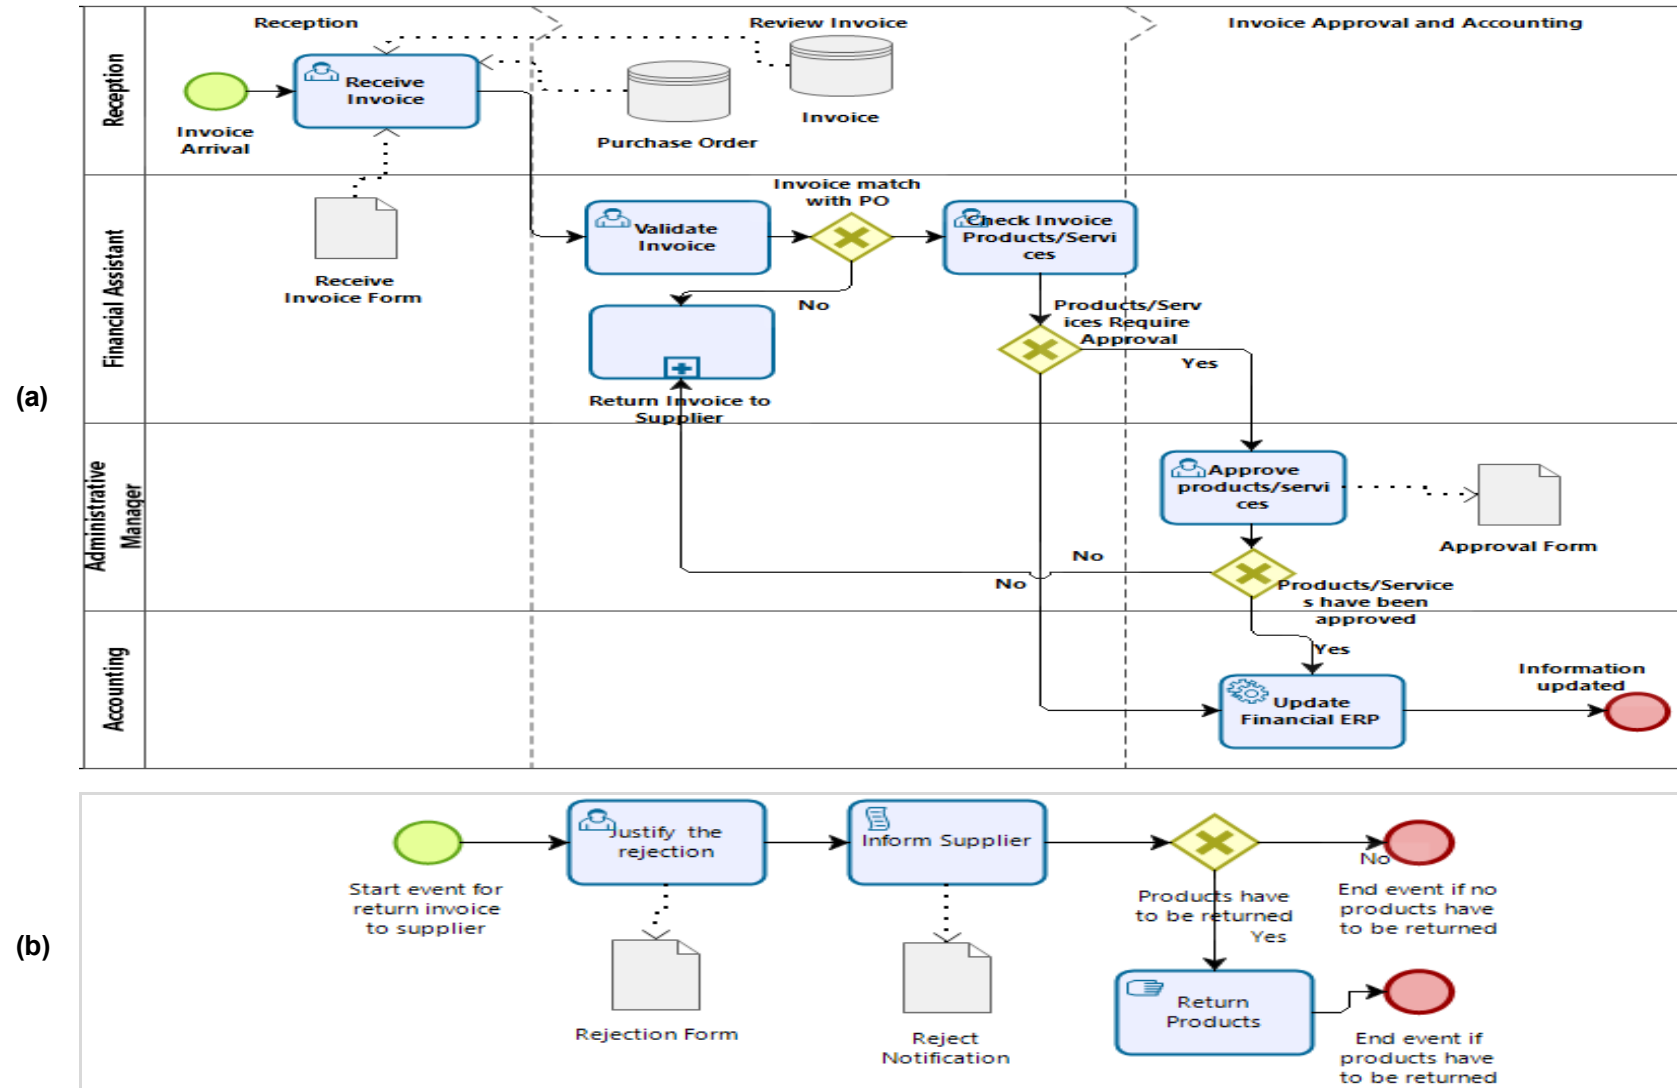 (a)
Reception
Review Invoice
Invoice Approval and Accounting
Reception
Invoice
Arrival
Receive
Invoice
Purchase Order
Invoice
Financial Assistant
Receive
Invoice Form
Validate
Invoice
Invoice match
with PO
No
Check Invoice
Products/Servi
ces
Return Invoice to
Supplier
Products/Serv
ices Require
Approval
Yes
Administrative
Manager
Approve
products/servi
ces
Approval Form
No
No
Products/Service
s have been
approved
Accounting
Yes
Update
Financial ERP
Information
updated
(b)
Start event for
return invoice
to supplier
Justify the
rejection
Rejection Form
Inform Supplier
Reject
Notification
Products have
to be returned
Yes
No
End event if no
products have
to be returned
Return
Products
End event if
products have
to be returned